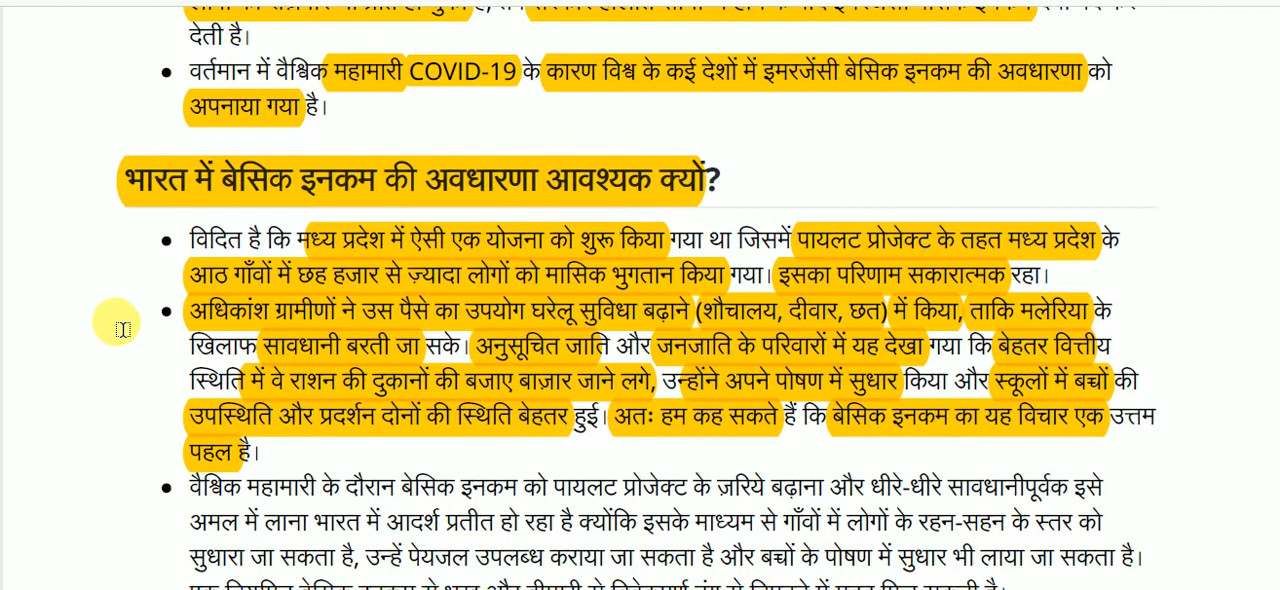 देती है।
वर्तमान में वैश्विक महामारी COVID-19 के कारण विश्व के कई देशों में इमरजेंसी बेसिक इनकम की अवधारणा को
अपनाया गया है।
भारत में बेसिक इनकम की अवधारणा आवश्यक क्यों?
विदित है कि मध्य प्रदेश में ऐसी एक योजना को शुरू किया गया था जिसमें पायलट प्रोजेक्ट के तहत मध्य प्रदेश के
आठ गाँवों में छह हजार से ज़्यादा लोगों को मासिक भुगतान किया गया। इसका परिणाम सकारात्मक रहा।
अधिकांश ग्रामीणों ने उस पैसे का उपयोग घरेलू सुविधा बढ़ाने (शौचालय, दीवार, छत) में किया, ताकि मलेरिया के
खिलाफ सावधानी बरती जा सके। अनुसूचित जाति और जनजाति के परिवारों में यह देखा गया कि बेहतर वित्तीय
स्थिति में वे राशन की दुकानों की बजाए बाज़ार जाने लगे, उन्होंने अपने पोषण में सुधार किया और स्कूलों में बच्चों की
उपस्थिति और प्रदर्शन दोनों की स्थिति बेहतर हुई। अतः हम कह सकते हैं कि बेसिक इनकम का यह विचार एक उत्तम
पहल है।
वैश्विक महामारी के दौरान बेसिक इनकम को पायलट प्रोजेक्ट के ज़रिये बढ़ाना और धीरे-धीरे सावधानीपूर्वक इसे
अमल में लाना भारत में आदर्श प्रतीत हो रहा है क्योंकि इसके माध्यम से गाँवों में लोगों के रहन-सहन के स्तर को
सुधारा जा सकता है, उन्हें पेयजल उपलब्ध कराया जा सकता है और बच्चों के पोषण में सुधार भी लाया जा सकता है।